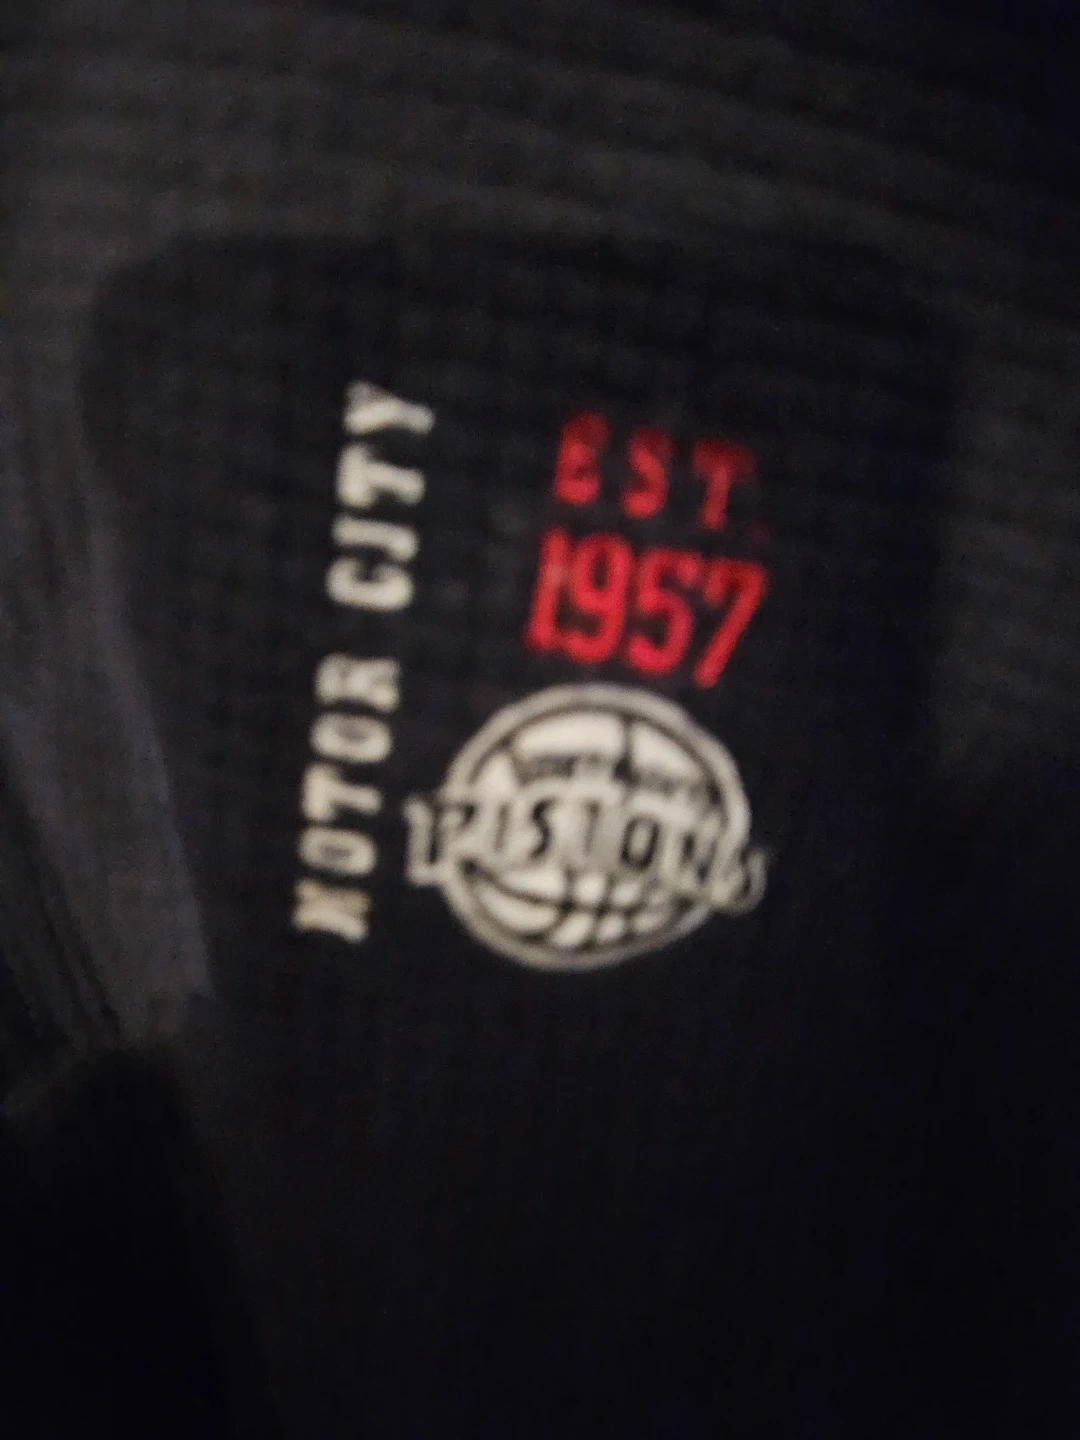 MOTOR CITY
EST.
1957
PISTONS